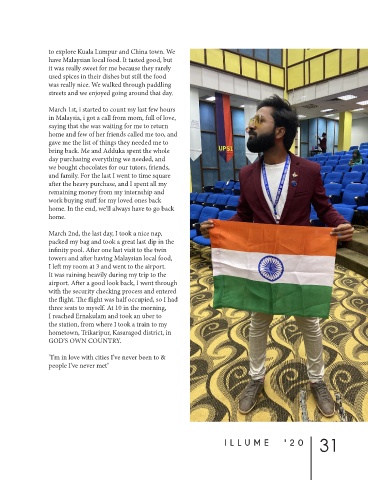 to explore Kuala Lumpur and China town. We
have Malaysian local food. It tasted good, but
it was really sweet for me because they rarely
used spices in their dishes but still the food
was really nice. We walked through paddling
streets and we enjoyed going around that day.
March 1st, i started to count my last few hours
in Malaysia, i got a call from mom, full of love,
saying that she was waiting for me to return
home and few of her friends called me too, and
gave me the list of things they needed me to
bring back. Me and Adduka spent the whole
day purchasing everything we needed, and
we bought chocolates for our tutors, friends,
and family. For the last I went to time square
after the heavy purchase, and I spent all my
remaining money from my internship and
work buying stuff for my loved ones back
home. In the end, we'll always have to go back
home.
March 2nd, the last day, I took a nice nap,
packed my bag and took a great last dip in the
infinity pool. After one last visit to the twin
towers and after having Malaysian local food,
I left my room at 3 and went to the airport.
It was raining heavily during my trip to the
airport. After a good look back, I went through
with the security checking process and entered
the flight. The flight was half occupied, so I had
three seats to myself. At 10 in the morning,
I reached Ernakulam and took an uber to
the station, from where I took a train to my
hometown, Trikaripur, Kasaragod district, in
GOD'S OWN COUNTRY.
"I'm in love with cities I've never been to &
people I've never met"
UPSI
ILLUME '20
31